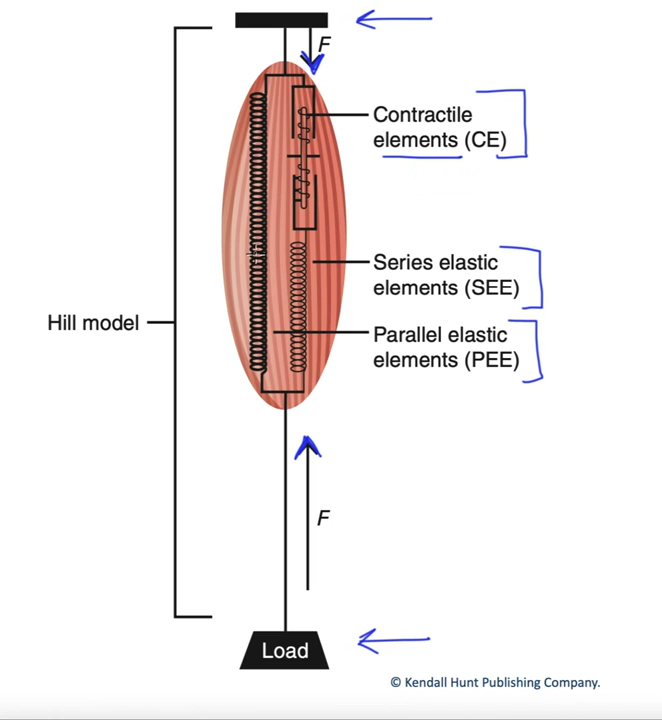 F
Contractile
elements (CE)
Series elastic
elements (SEE)
Hill model
Parallel elastic
elements (PEE)
F
Load
© Kendall Hunt Publishing Company.